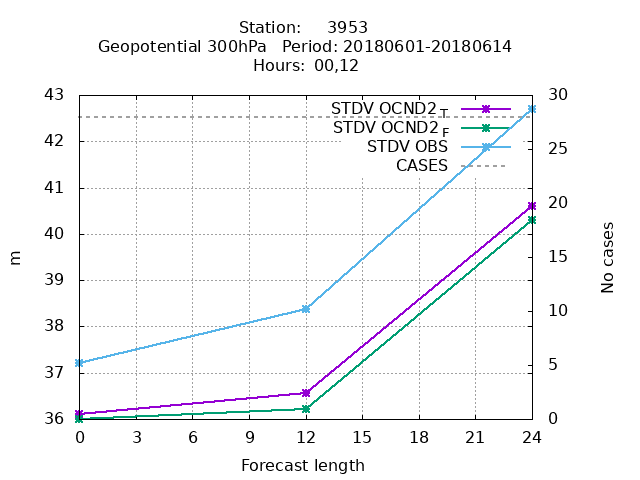 Station: 3953
Geopotential 300hPa Period: 20180601-20180614
Hours: 00,12
43
42
41
40
39
38
37
36
m
STDV OCND2 T
STDV OCND2 F
STDV OBS
CASES
30
25
20
15
10
5
0
No cases
0 3 6 9 12 15 18 21 24
Forecast length